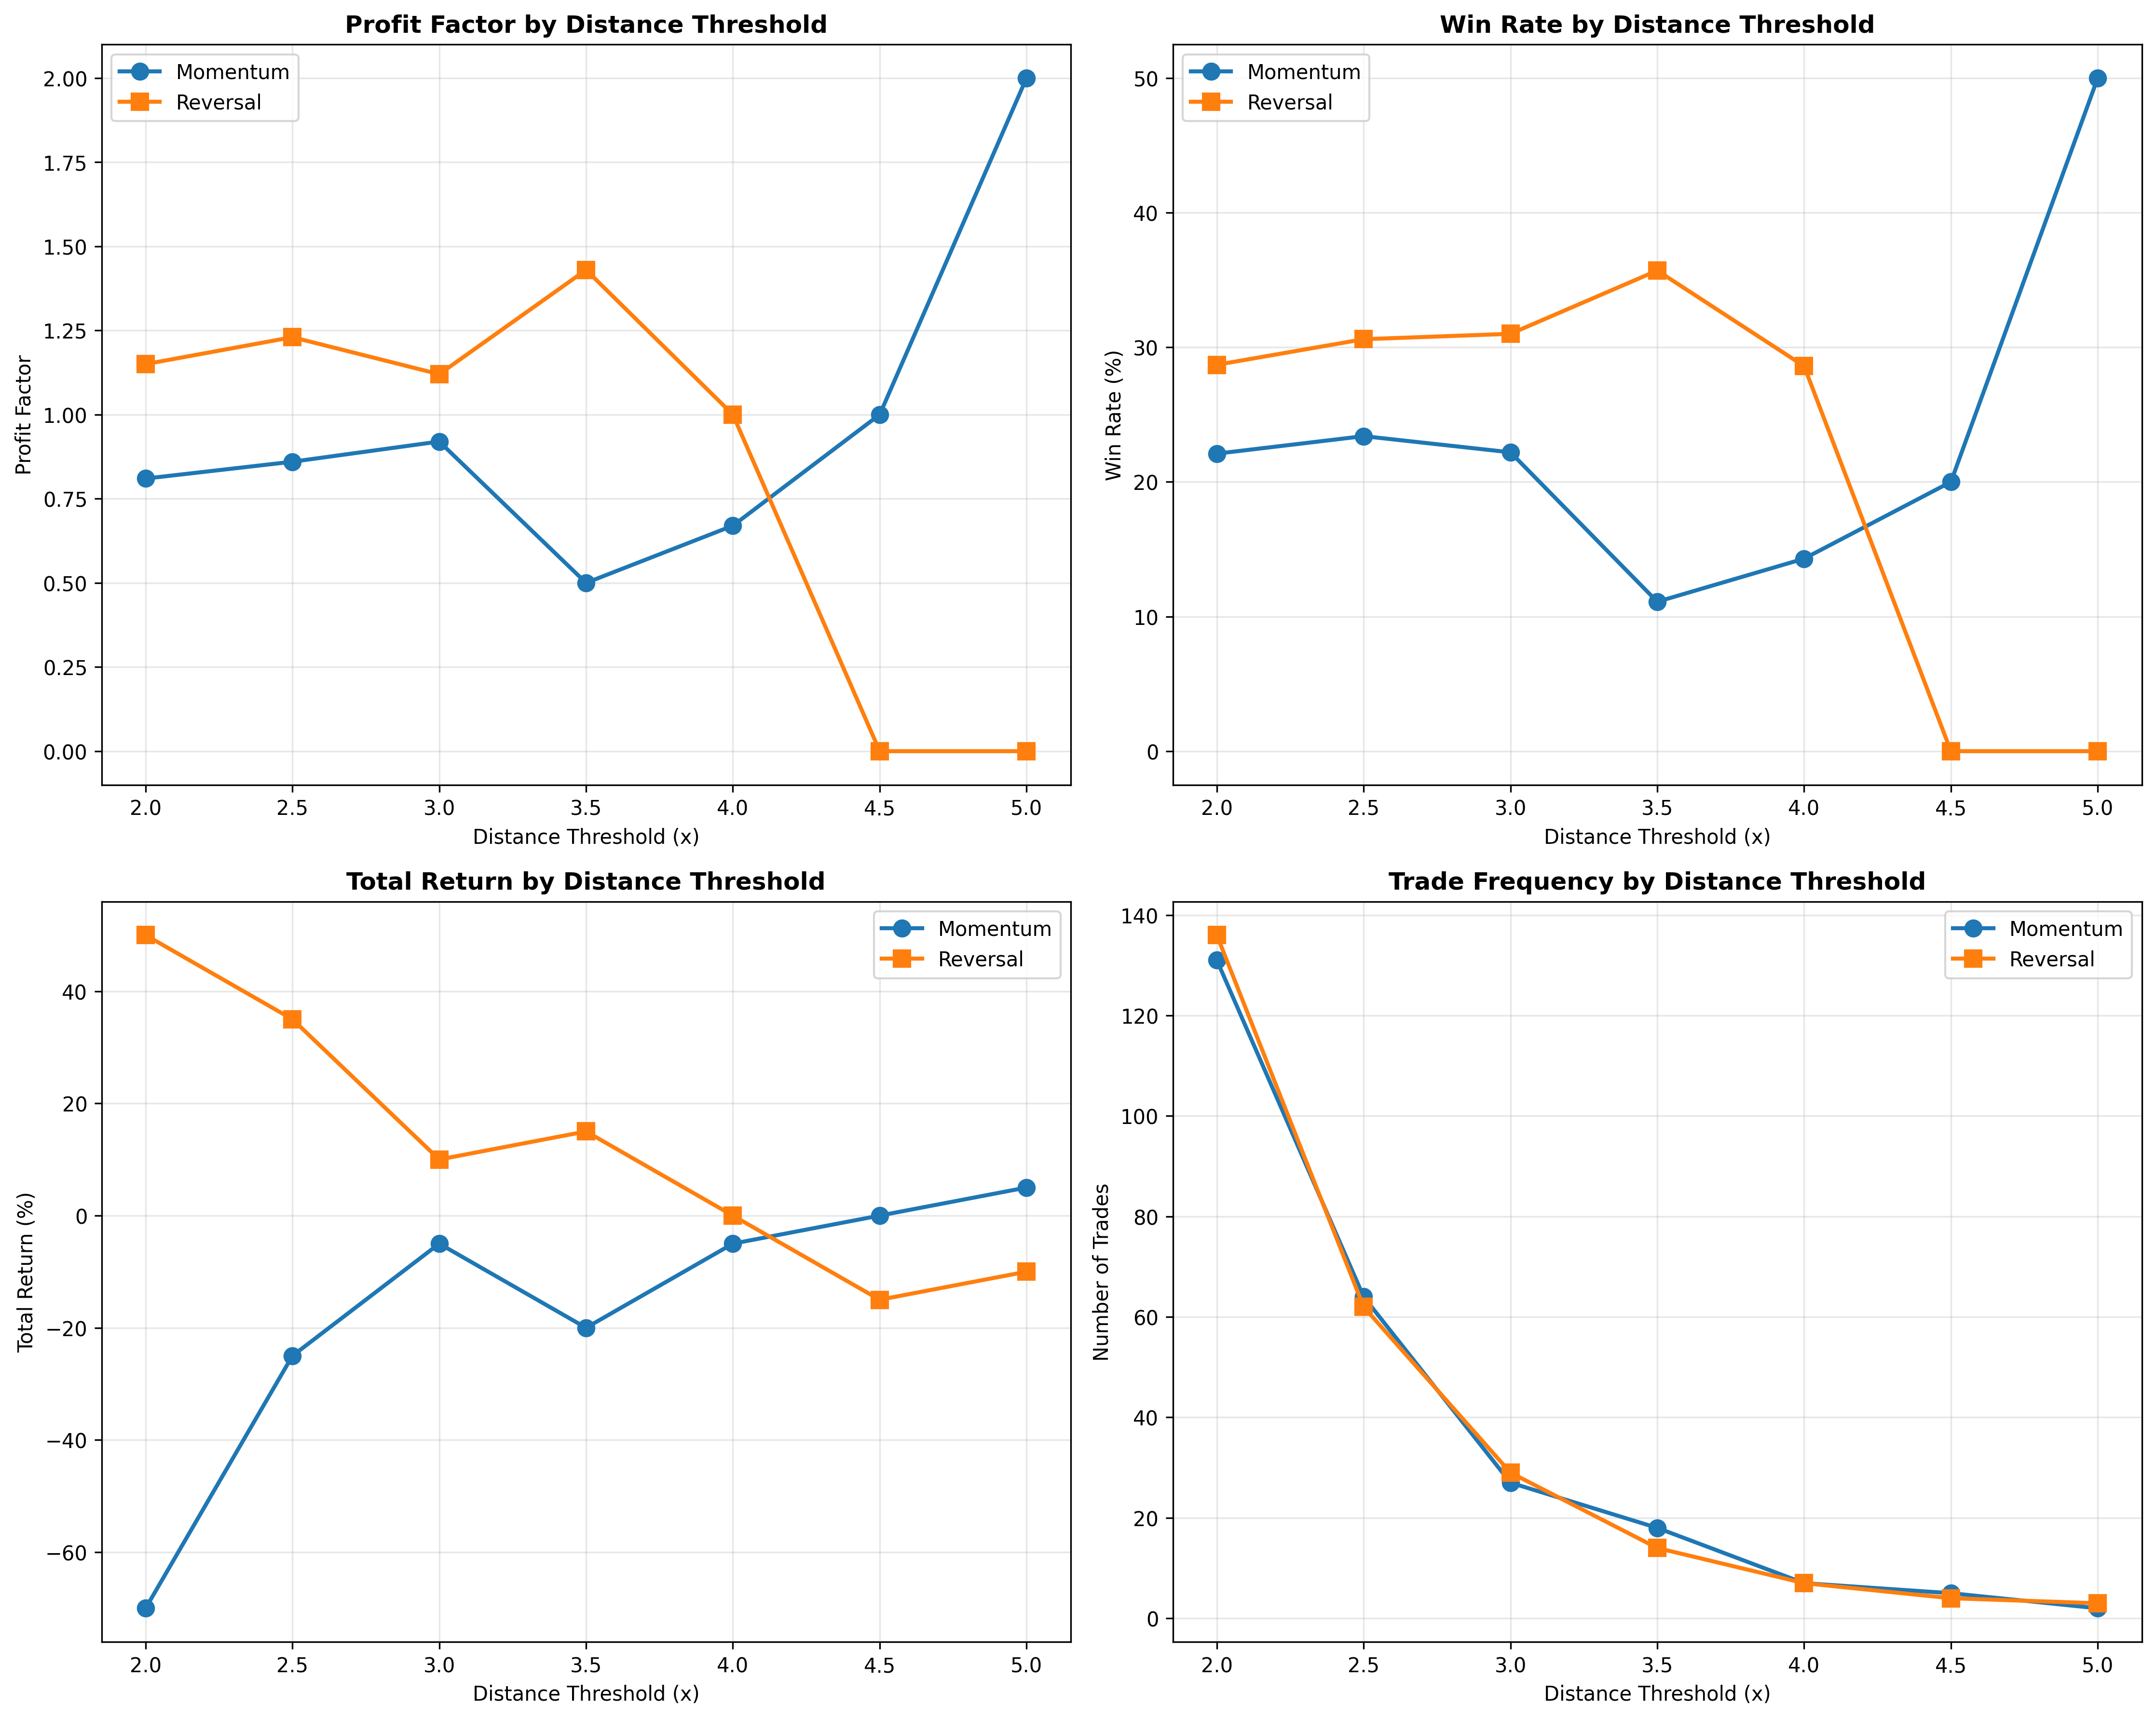 Profit Factor by Distance Threshold
Momentum
Reversal
2.00
1.75
1.50
1.25
1.00
0.75
0.50
0.25
0.00
Profit Factor
2.0 2.5 3.0 3.5 4.0 4.5 5.0
Distance Threshold (x)
Win Rate by Distance Threshold
Momentum
Reversal
50
40
30
20
10
0
Win Rate (%)
2.0 2.5 3.0 3.5 4.0 4.5 5.0
Distance Threshold (x)
Total Return by Distance Threshold
Momentum
Reversal
40
20
0
−20
−40
−60
Total Return (%)
2.0 2.5 3.0 3.5 4.0 4.5 5.0
Distance Threshold (x)
Trade Frequency by Distance Threshold
Momentum
Reversal
140
120
100
80
60
40
20
0
Number of Trades
2.0 2.5 3.0 3.5 4.0 4.5 5.0
Distance Threshold (x)